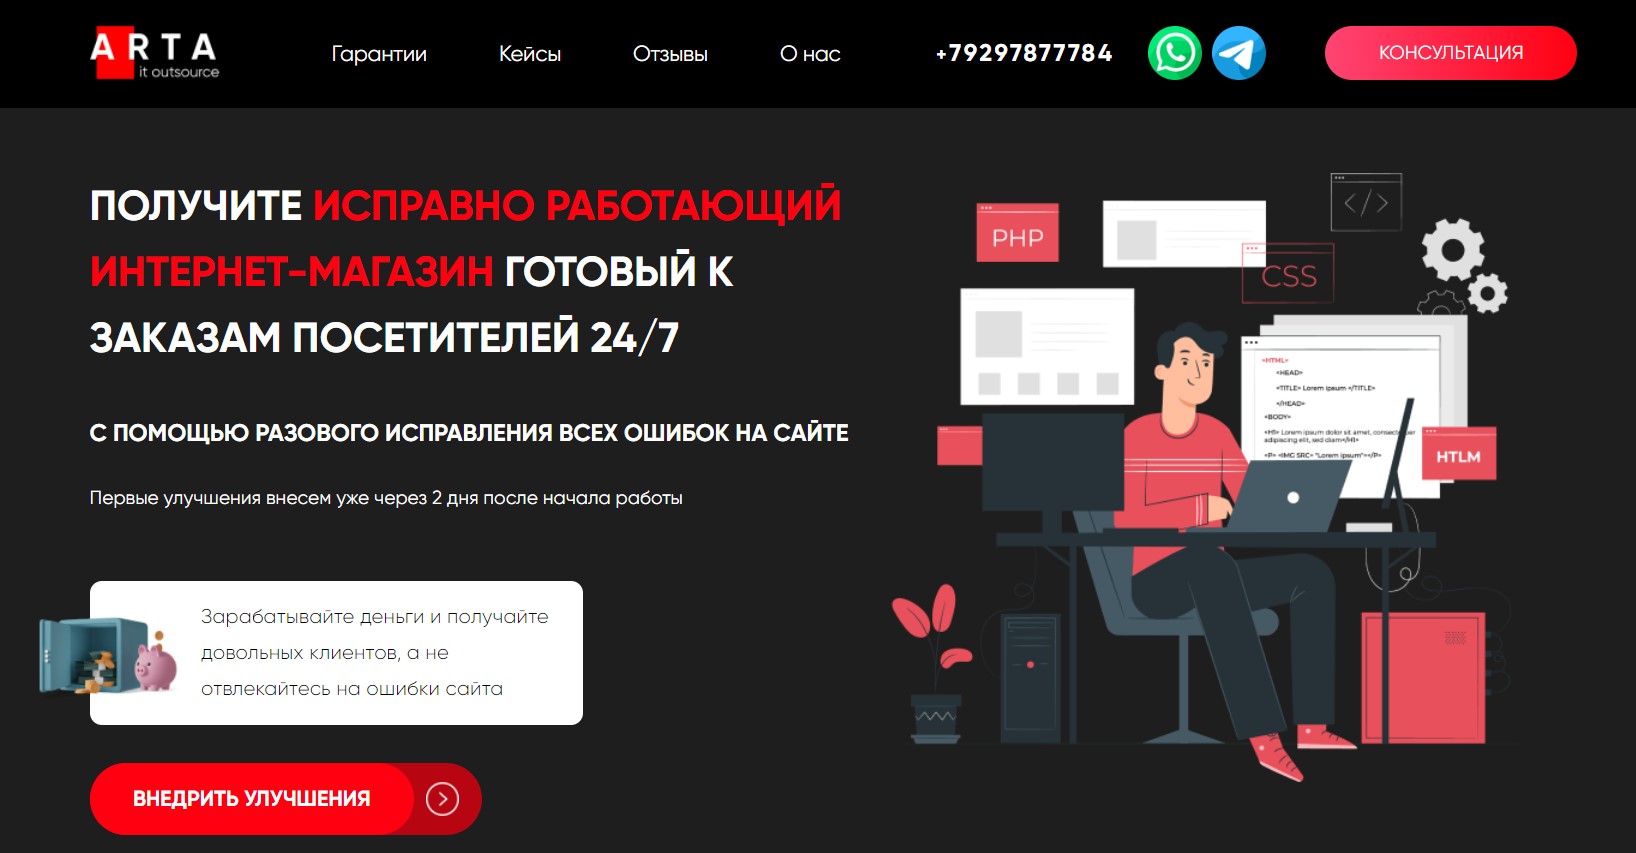 ARTA
it outsource
Гарантии
Кейсы
Отзывы
О нас
+79297877784
КОНСУЛЬТАЦИЯ
ПОЛУЧИТЕ ИСПРАВНО РАБОТАЮЩИЙ
ИНТЕРНЕТ-МАГАЗИН ГОТОВЫЙ К
ЗАКАЗАМ ПОСЕТИТЕЛЕЙ 24/7
С ПОМОЩЬЮ РАЗОВОГО ИСПРАВЛЕНИЯ ВСЕХ ОШИБОК НА САЙТЕ
Первые улучшения внесем уже через 2 дня после начала работы
Зарабатывайте деньги и получайте
довольных клиентов, а не
отвлекайтесь на ошибки сайта
ВНЕДРИТЬ УЛУЧШЕНИЯ
PHP
</>
CSS
<HTML>
<HEAD>
<TITLE> Lorem ipsum </TITLE>
</HEAD>
<BODY>
<H1> Lorem ipsum dolor sit amet,
adipiscing elit, sed diam</H1>
<P> <IMG SRC= "Lorem ipsum"></P>
HTLM